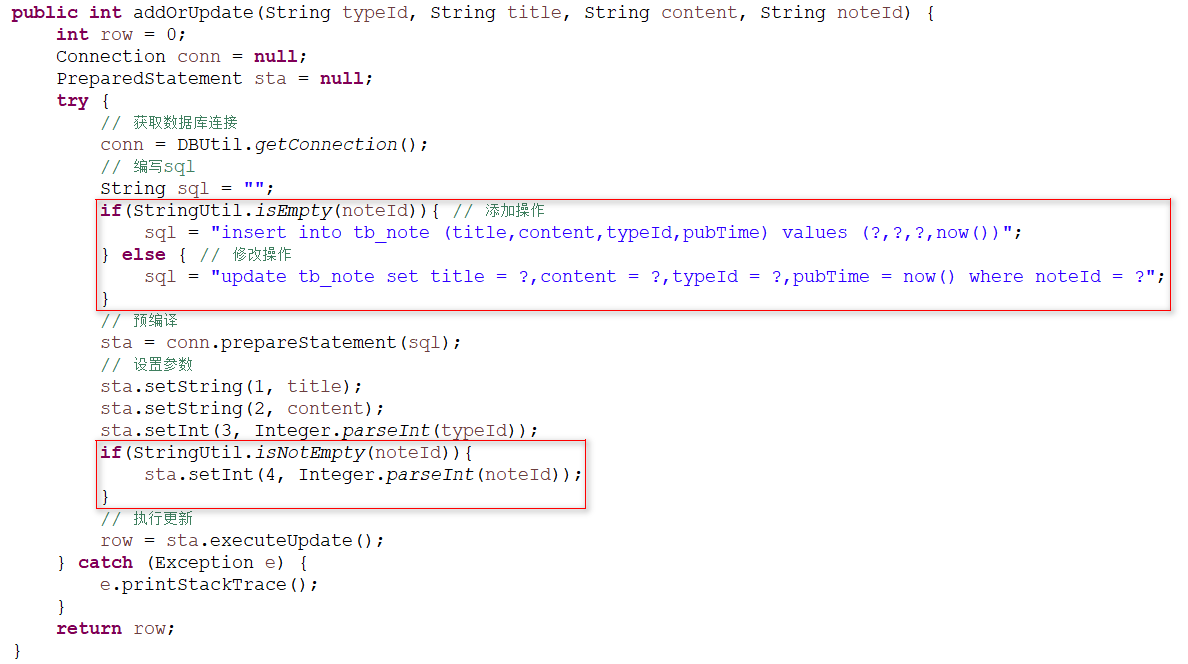 public int addOrUpdate(String typeId, String title, String content, String noteId) {
    int row = 0;
    Connection conn = null;
    PreparedStatement sta = null;
    try {
        // 获取数据库连接
        conn = DBUtil.getConnection();
        // 编写sql
        String sql = "";
        if(StringUtil.isEmpty(noteId)){ // 添加操作
            sql = "insert into tb_note (title,content,typeId,pubTime) values (?,?,?,now())";
        } else { // 修改操作
            sql = "update tb_note set title = ?,content = ?,typeId = ?,pubTime = now() where noteId = ?";
        }
        // 预编译
        sta = conn.prepareStatement(sql);
        // 设置参数
        sta.setString(1, title);
        sta.setString(2, content);
        sta.setInt(3, Integer.parseInt(typeId));
        if(StringUtil.isNotEmpty(noteId)){
            sta.setInt(4, Integer.parseInt(noteId));
        }
        // 执行更新
        row = sta.executeUpdate();
    } catch (Exception e) {
        e.printStackTrace();
    }
    return row;
}